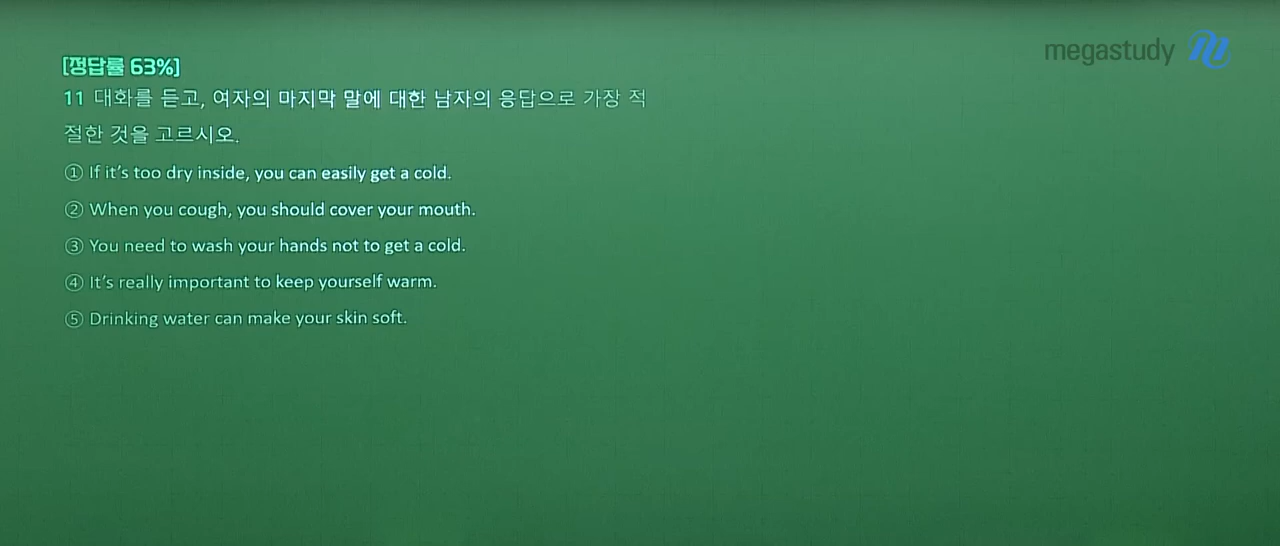 megastudy
[정답률 63%]
11 대화를 듣고, 여자의 마지막 말에 대한 남자의 응답으로 가장 적
절한 것을 고르시오.
① If it's too dry inside, you can easily get a cold.
② When you cough, you should cover your mouth.
③ You need to wash your hands not to get a cold.
④ It's really important to keep yourself warm.
⑤ Drinking water can make your skin soft.